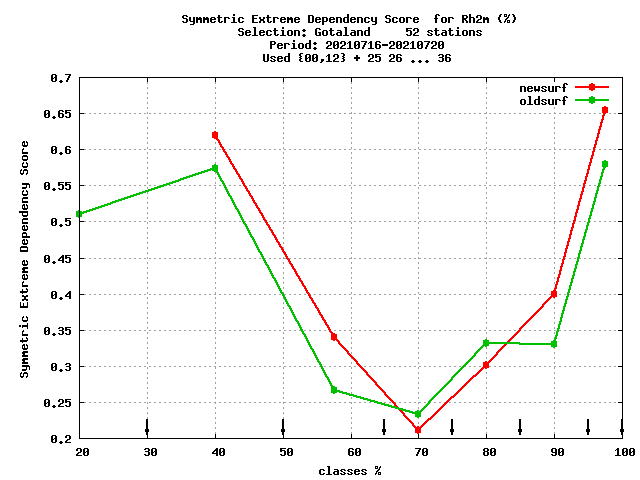 Symmetric Extreme Dependency Score  for Rh2m (%)
Selection: Gotaland     52 stations
Period: 20210716-20210720
Used {00,12} + 25 26 ... 36
newsurf
oldsurf
Symmetric Extreme Dependency Score
0.7
0.65
0.6
0.55
0.5
0.45
0.4
0.35
0.3
0.25
0.2
20 30 40 50 60 70 80 90 100
classes %